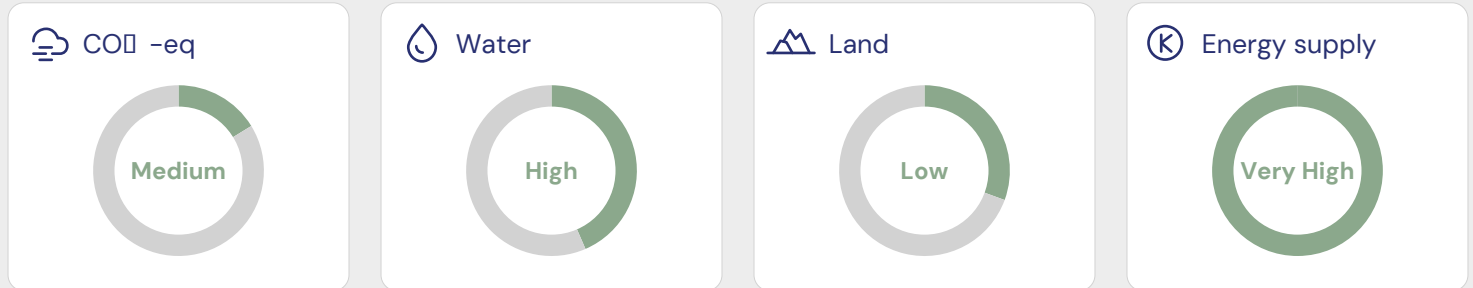 CO▯ -eq
Water
Land
Energy supply
Medium
High
Low
Very High